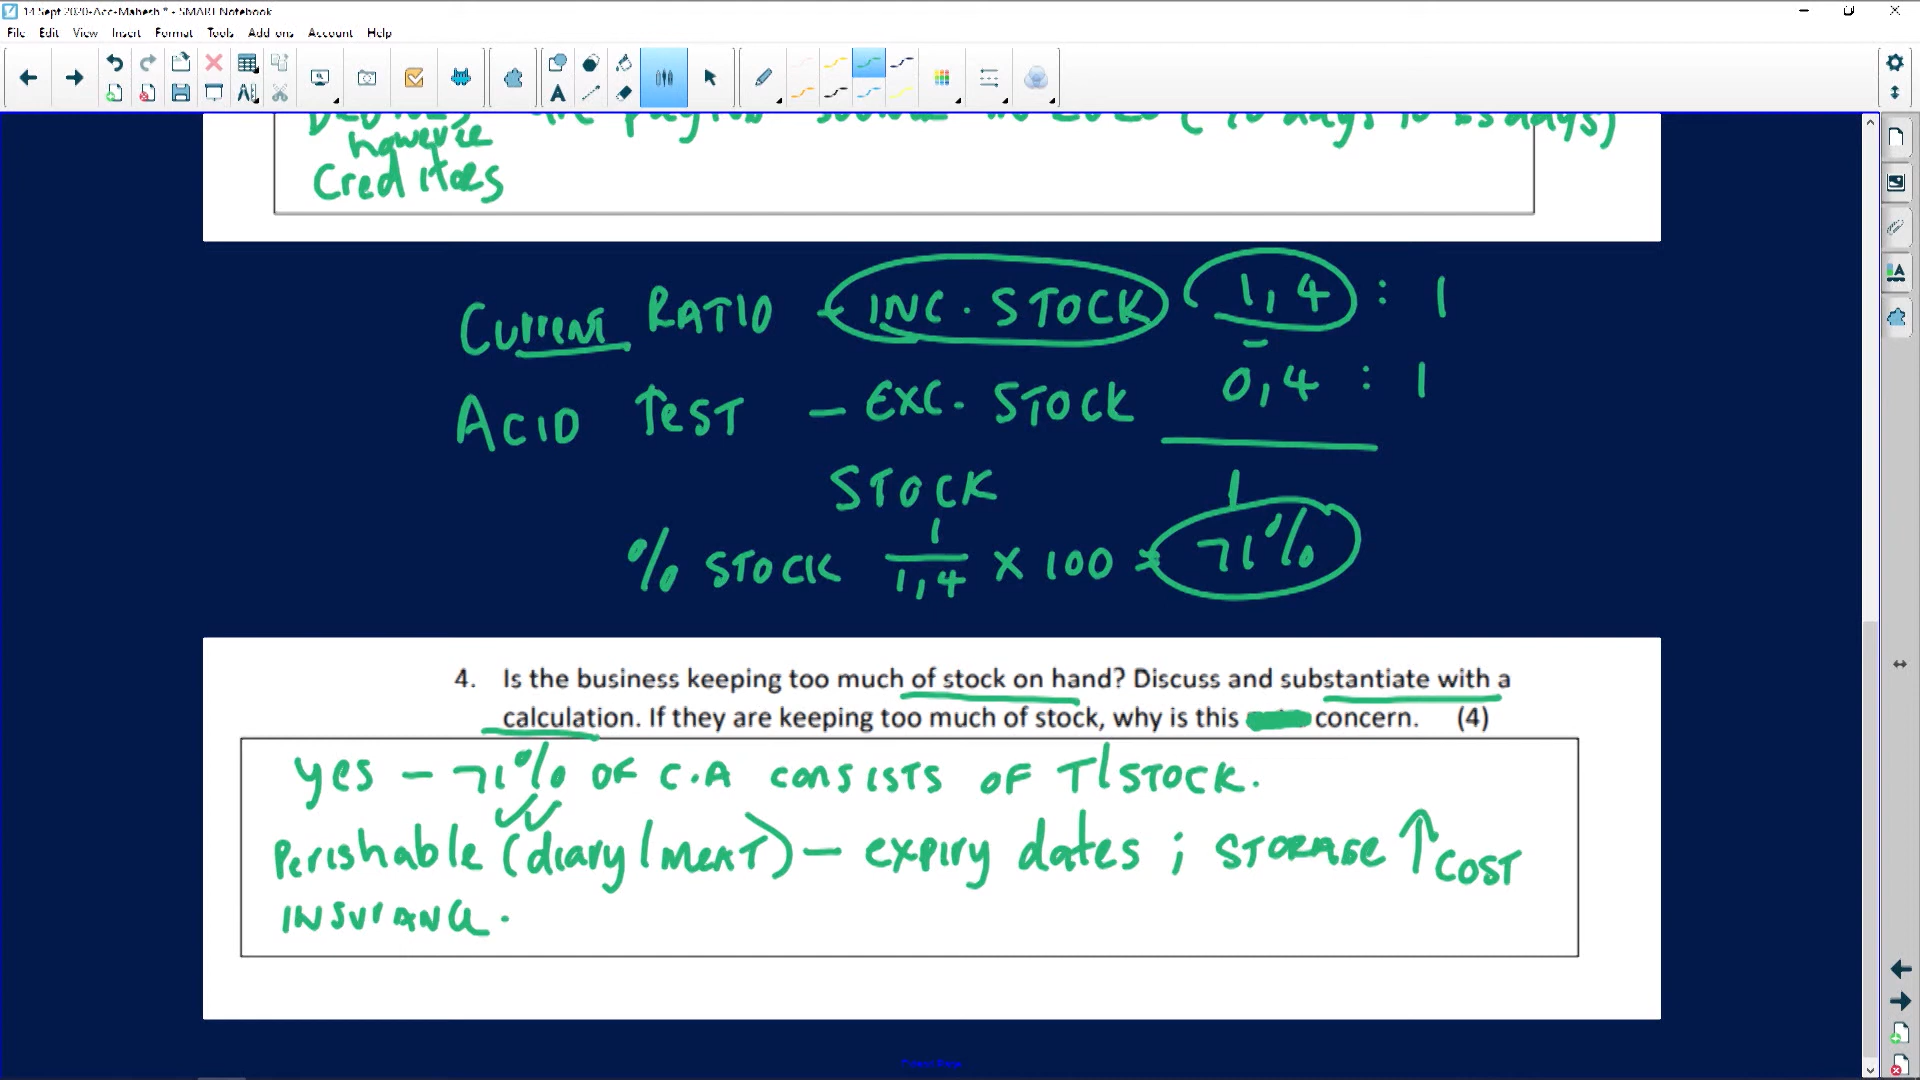 14 Sept 2020-Acc-Mahesh * - SMART Notebook
File Edit View Insert Format Tools Add-ons Account Help
however
Creditors
CURRENT RATIO - INC. STOCK 1,4 : 1
ACID TEST - EXC. STOCK 0,4 : 1
STOCK 1
% STOCK 1/1,4 X 100 = 71%
4. Is the business keeping too much of stock on hand? Discuss and substantiate with a
calculation. If they are keeping too much of stock, why is this concern. (4)
yes - 71% OF C.A CONSISTS OF T/STOCK.
Perishable (diary/MEAT) - expiry dates ; STORAGE ↑ COST
INSURANCE.